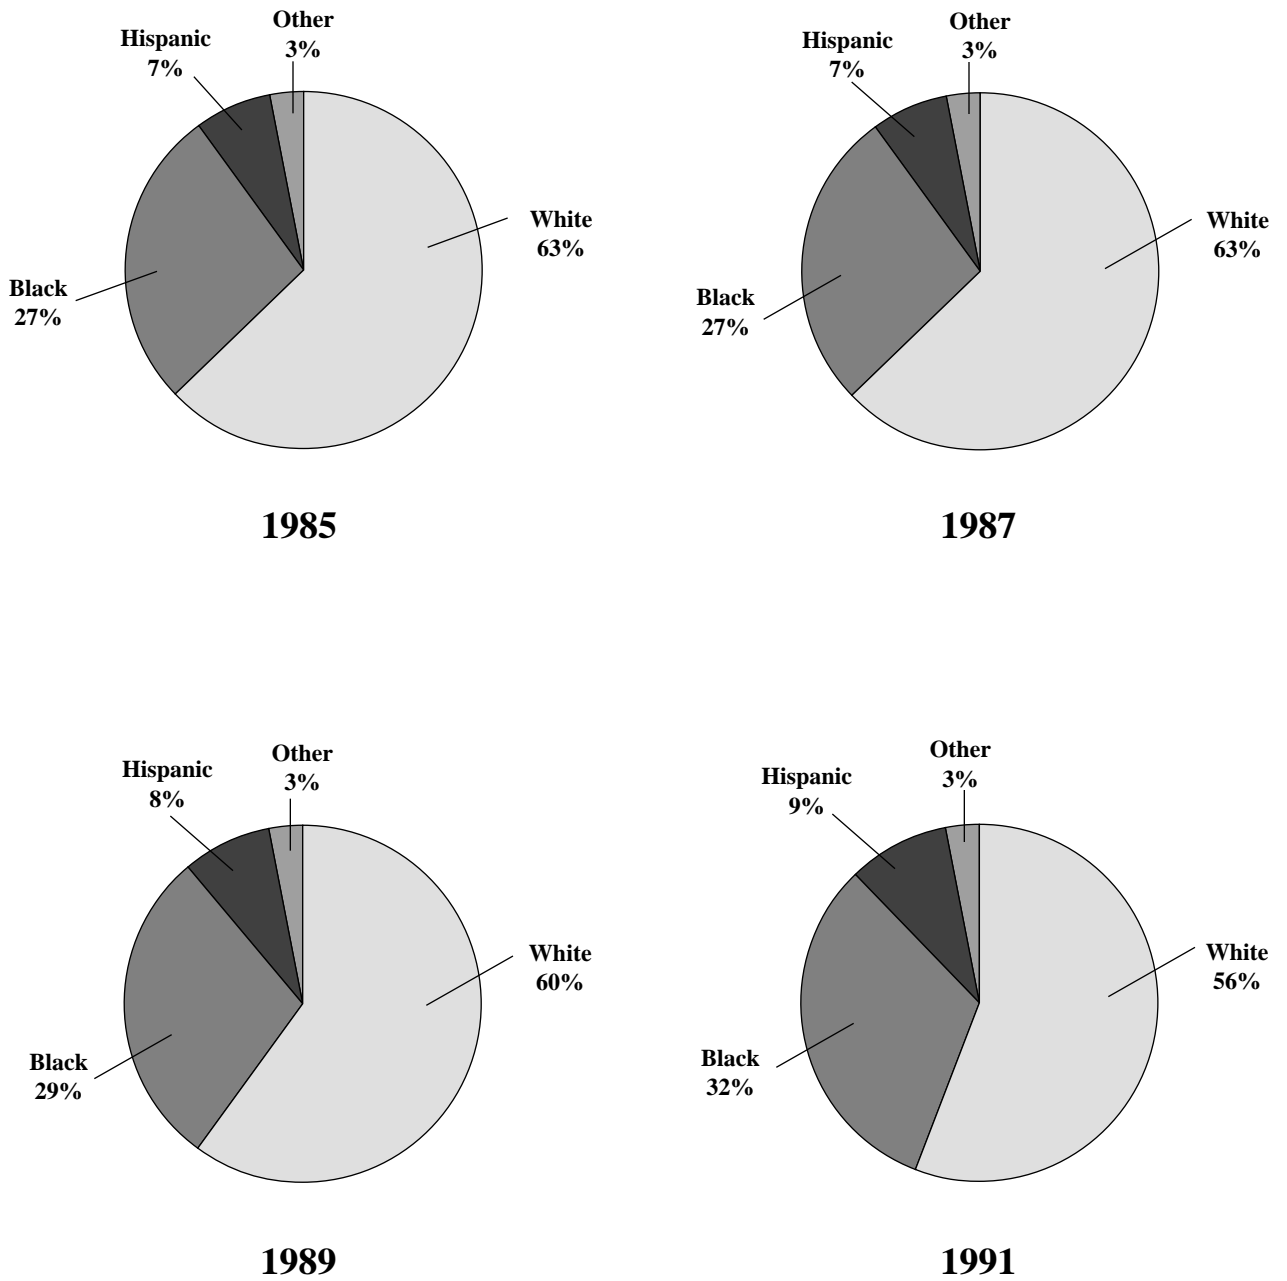 Other
3%
Hispanic
7%
White
63%
Black
27%
1985
Other
3%
Hispanic
7%
White
63%
Black
27%
1987
Other
3%
Hispanic
8%
White
60%
Black
29%
1989
Other
3%
Hispanic
9%
White
56%
Black
32%
1991